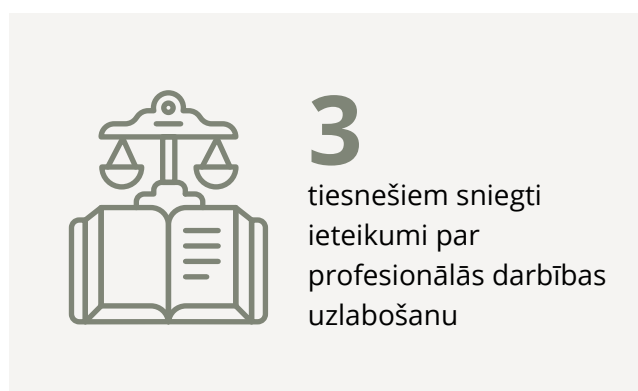 3
tiesnešiem sniegti
ieteikumi par
profesionālās darbības
uzlabošanu